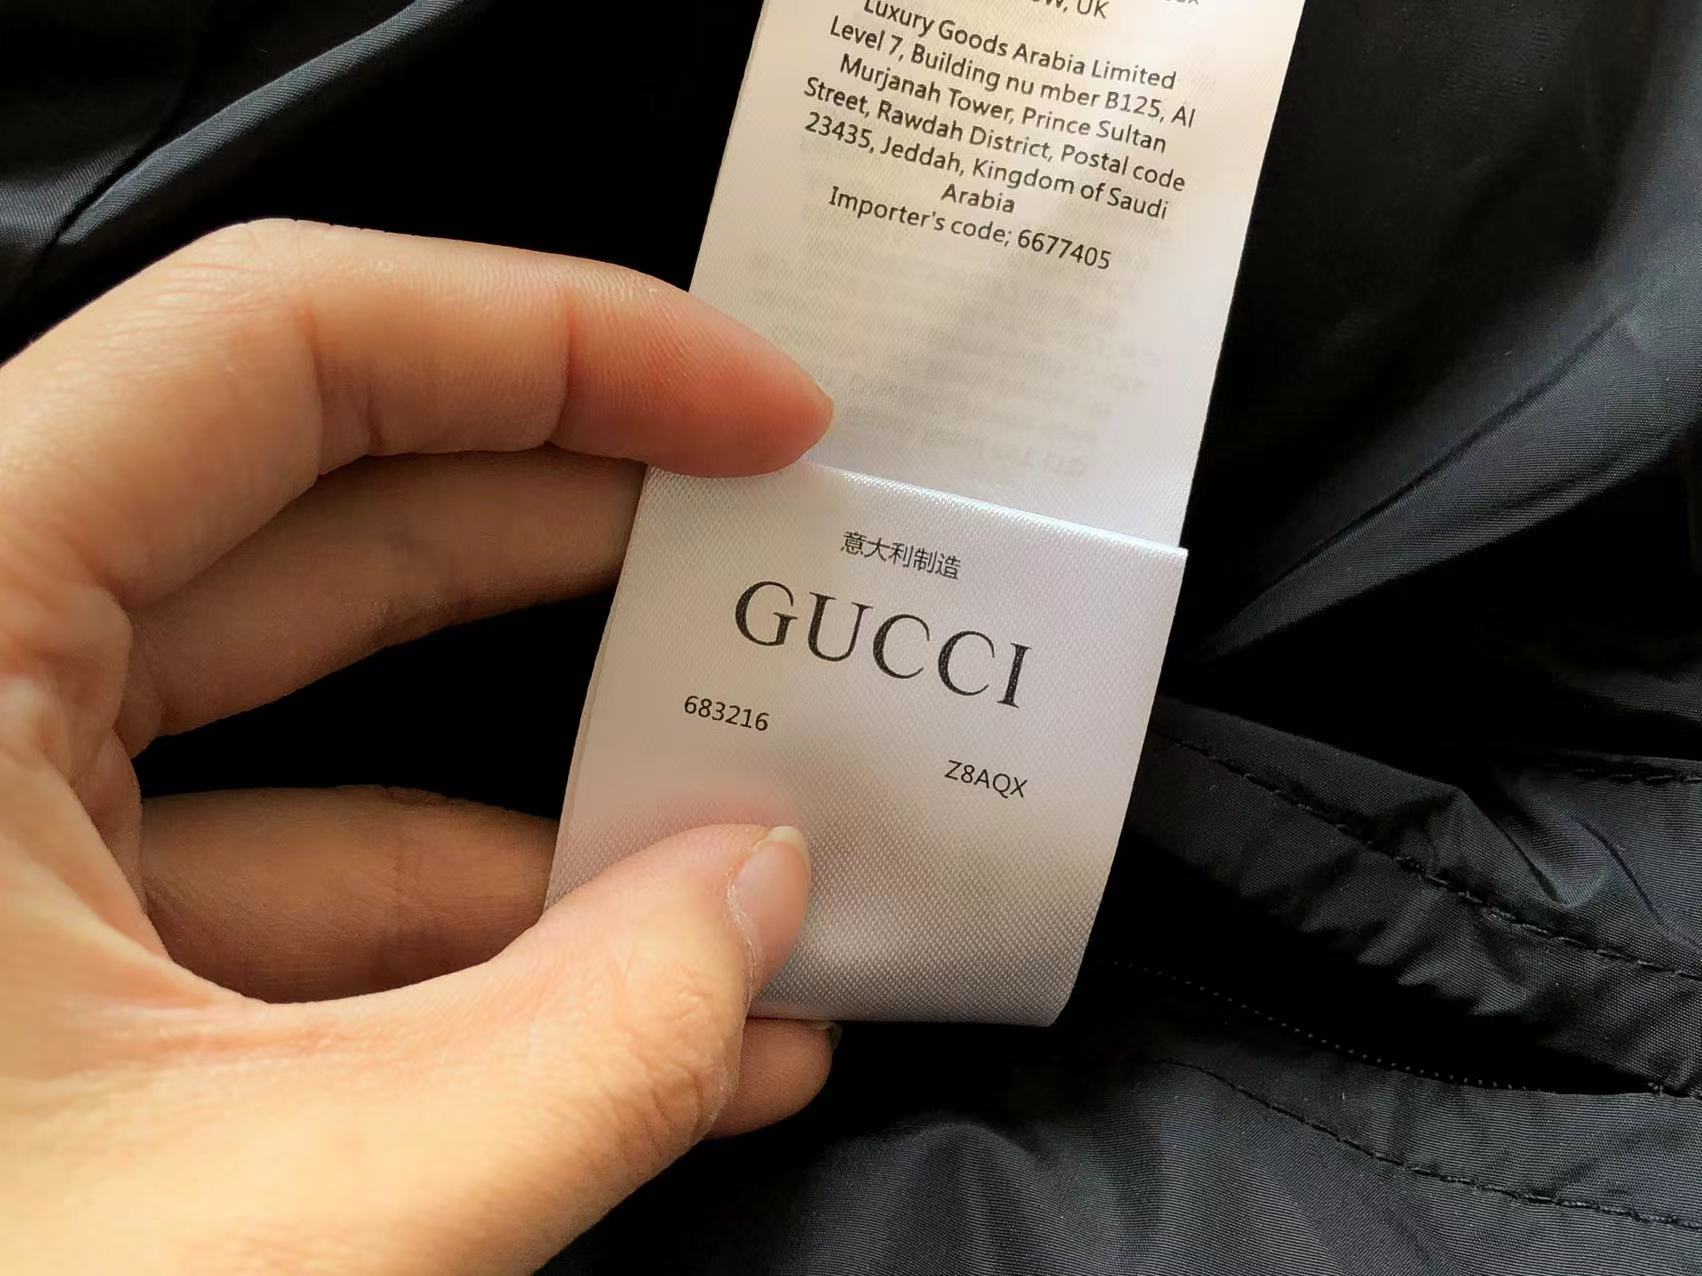 UK
Luxury Goods Arabia Limited
Level 7, Building nu mber B125, Al
Murjanah Tower, Prince Sultan
Street, Rawdah District, Postal code
23435, Jeddah, Kingdom of Saudi
Arabia
Importer's code; 6677405
意大利制造
GUCCI
683216
Z8AQX